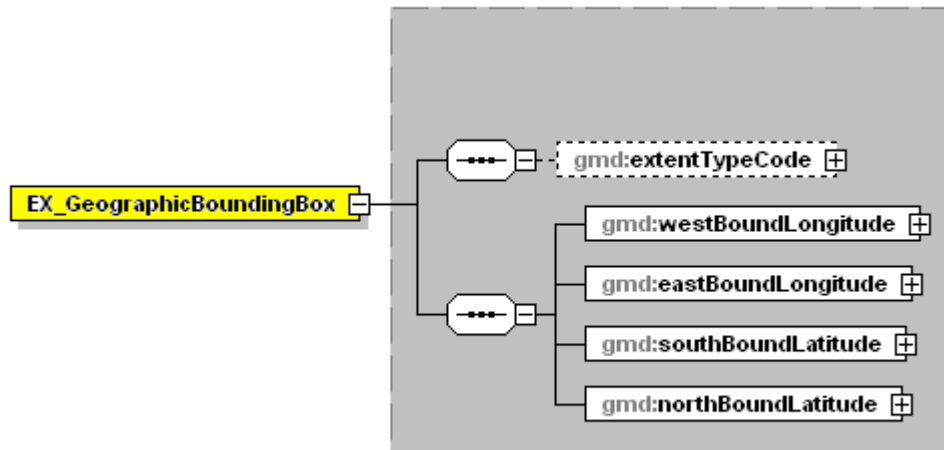 gmd:extentTypeCode
EX_GeographicBoundingBox
gmd:westBoundLongitude
gmd:eastBoundLongitude
gmd:southBoundLatitude
gmd:northBoundLatitude